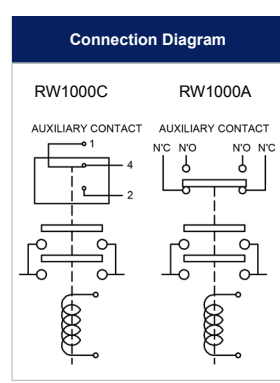 Connection Diagram
RW1000C RW1000A
AUXILIARY CONTACT AUXILIARY CONTACT
N'C N'O N'O N'C
1
4
2